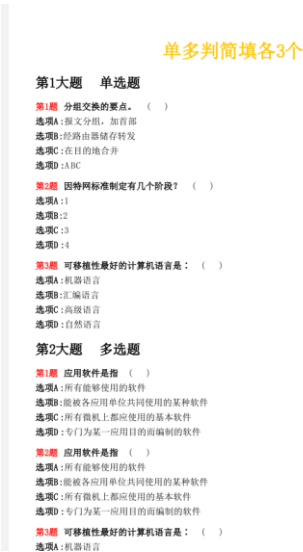 单多判简填各3个
第1大题 单选题
第1题 分组交换的要点。 ( )
选项A:报文分组，加首部
选项B:经路由器储存转发
选项C:在目的地合并
选项D:ABC
第2题 因特网标准制定有几个阶段？ ( )
选项A:1
选项B:2
选项C:3
选项D:4
第3题 可移植性最好的计算机语言是： ( )
选项A:机器语言
选项B:汇编语言
选项C:高级语言
选项D:自然语言
第2大题 多选题
第1题 应用软件是指 ( )
选项A:所有能够使用的软件
选项B:能被各应用单位共同使用的某种软件
选项C:所有微机上都应使用的基本软件
选项D:专门为某一应用目的而编制的软件
第2题 应用软件是指 ( )
选项A:所有能够使用的软件
选项B:能被各应用单位共同使用的某种软件
选项C:所有微机上都应使用的基本软件
选项D:专门为某一应用目的而编制的软件
第3题 可移植性最好的计算机语言是： ( )
选项A:机器语言